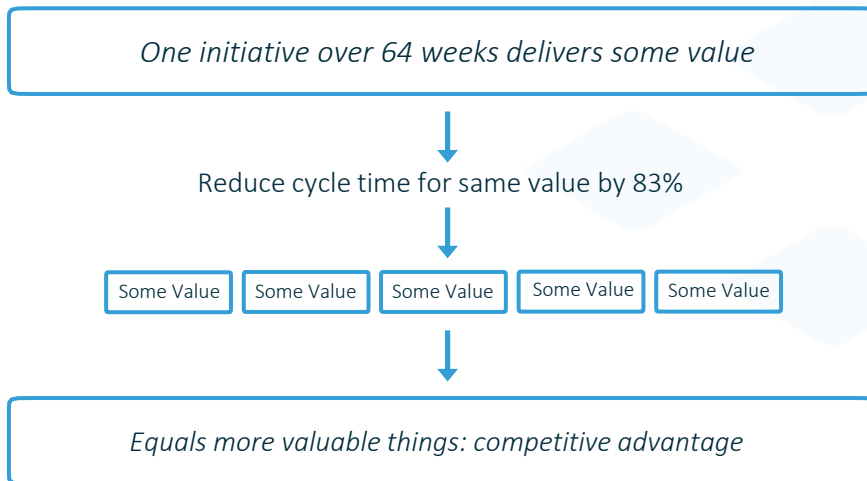 One initiative over 64 weeks delivers some value
Reduce cycle time for same value by 83%
Some Value Some Value Some Value Some Value Some Value
Equals more valuable things: competitive advantage